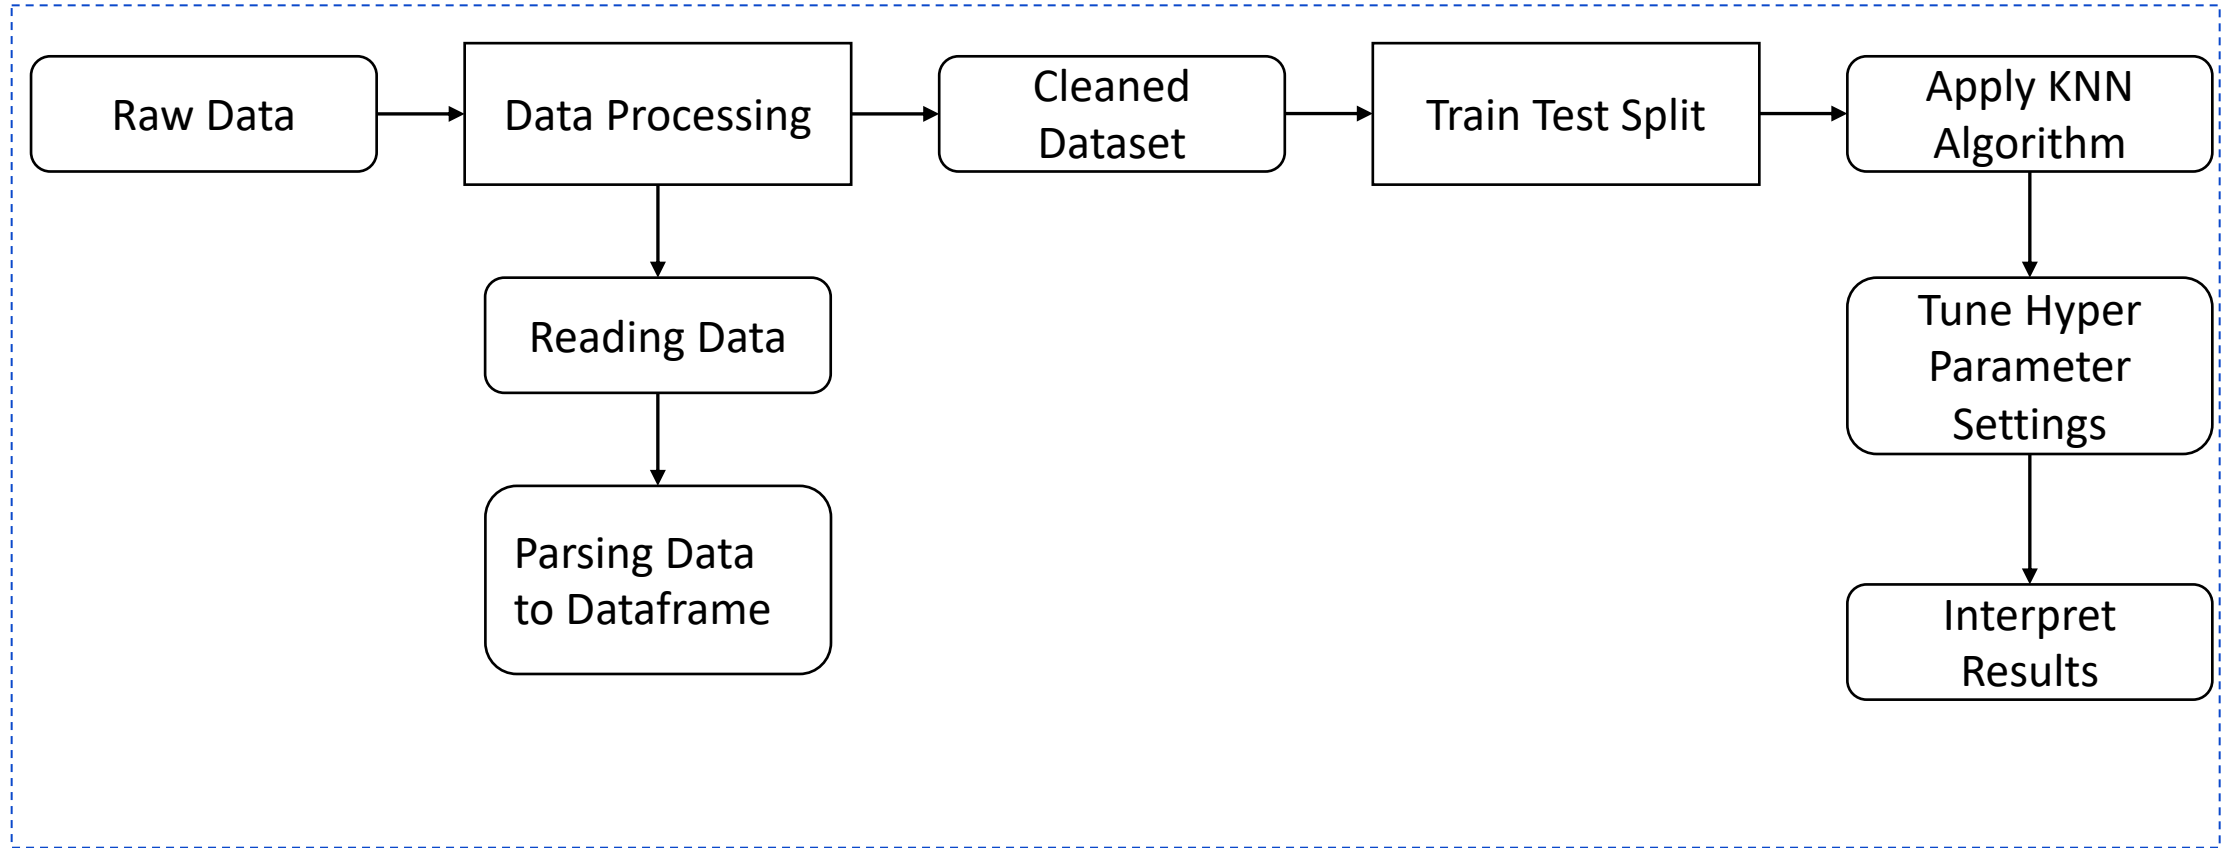 Raw Data
Data Processing
Cleaned
Dataset
Train Test Split
Apply KNN
Algorithm
Reading Data
Tune Hyper
Parameter
Settings
Parsing Data
to Dataframe
Interpret
Results